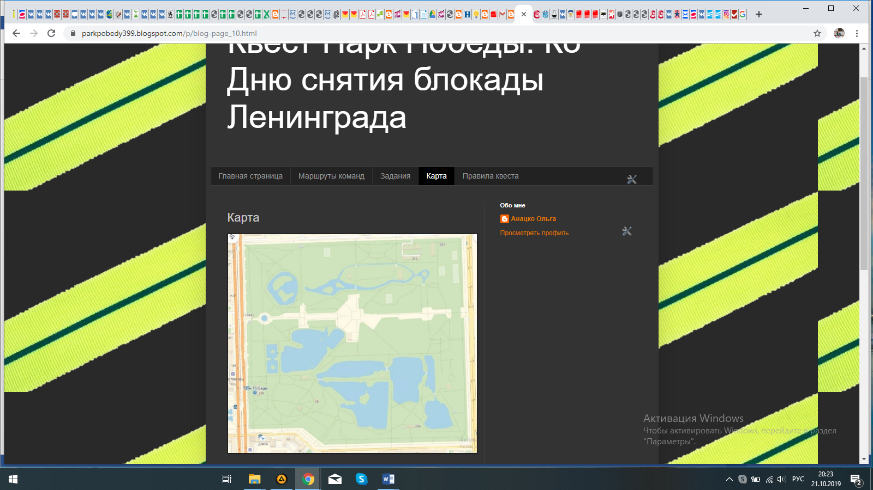 parkpobedy399.blogspot.com/p/blog-page_10.html
Квест Парк Победы. Ко
Дню снятия блокады
Ленинграда
Главная страница
Маршруты команд
Задания
Карта
Правила квеста
Карта
Обо мне
Анацко Ольга
Просмотреть профиль
Активация Windows
Чтобы активировать Windows, перейдите в раздел
"Параметры".
РУС
20:23
21.10.2019